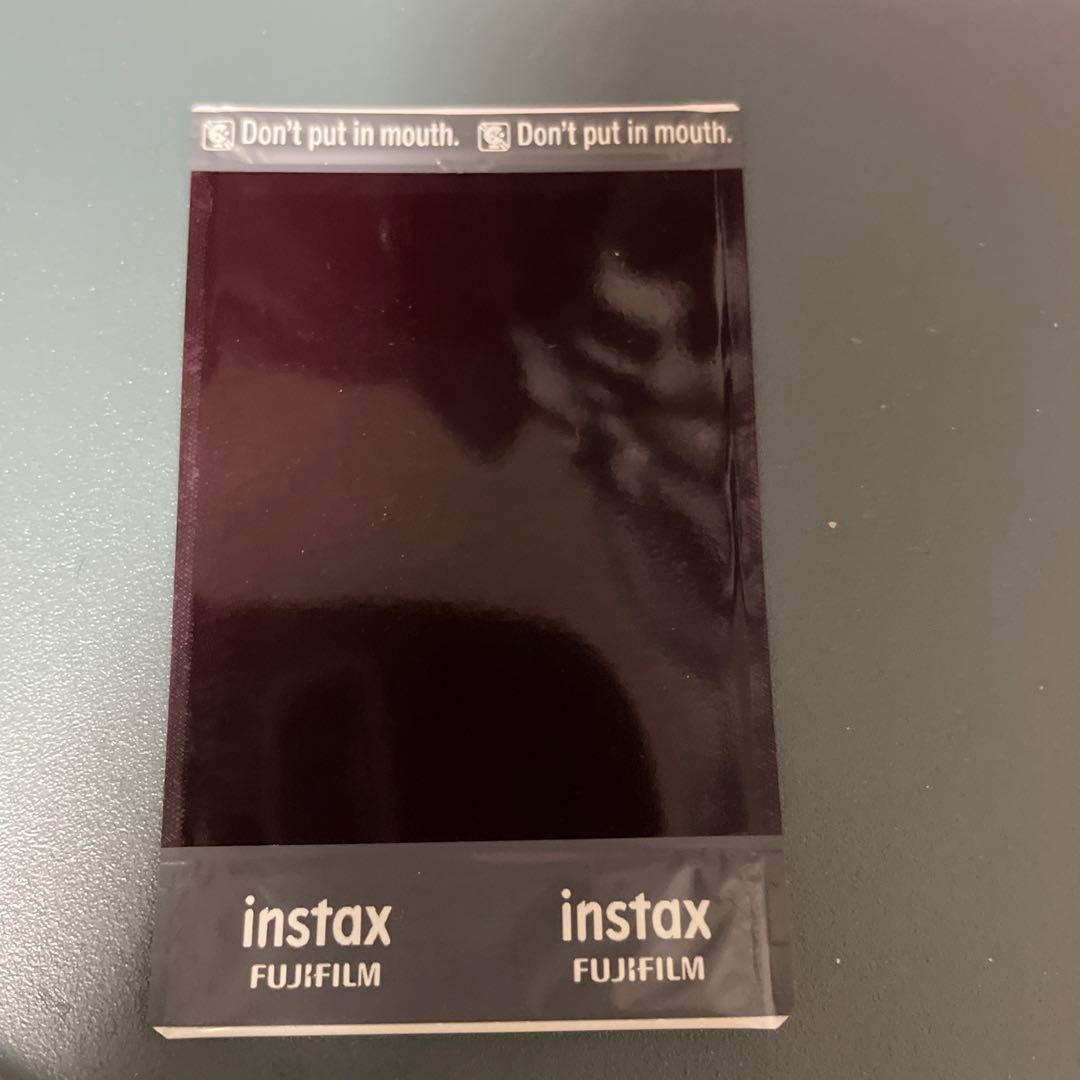 Don't put in mouth. Don't put in mouth.
instax instax
FUJIFILM FUJIFILM